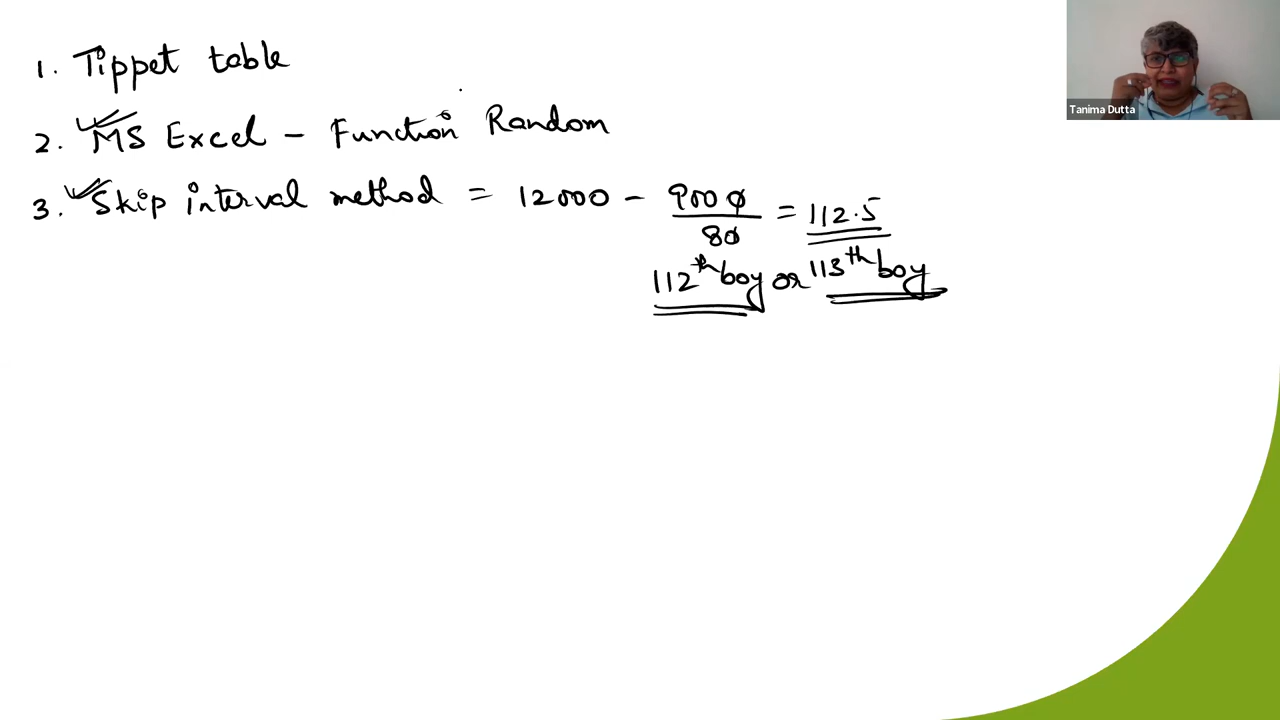 1. Tippet table
2. MS Excel - Function Random
3. Skip interval method = 12000 - 9000/80 = 112.5
112th boy or 113th boy
Tanima Dutta